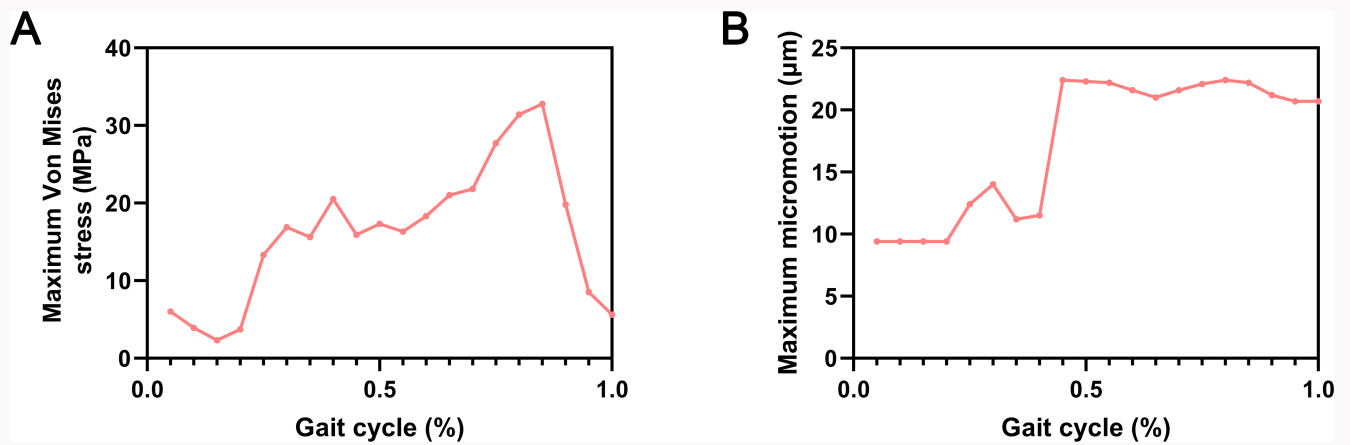 A
Maximum Von Mises
stress (MPa)
40
30
20
10
0
0.0 0.5 1.0
Gait cycle (%)
B
Maximum micromotion (μm)
25
20
15
10
5
0
0.0 0.5 1.0
Gait cycle (%)